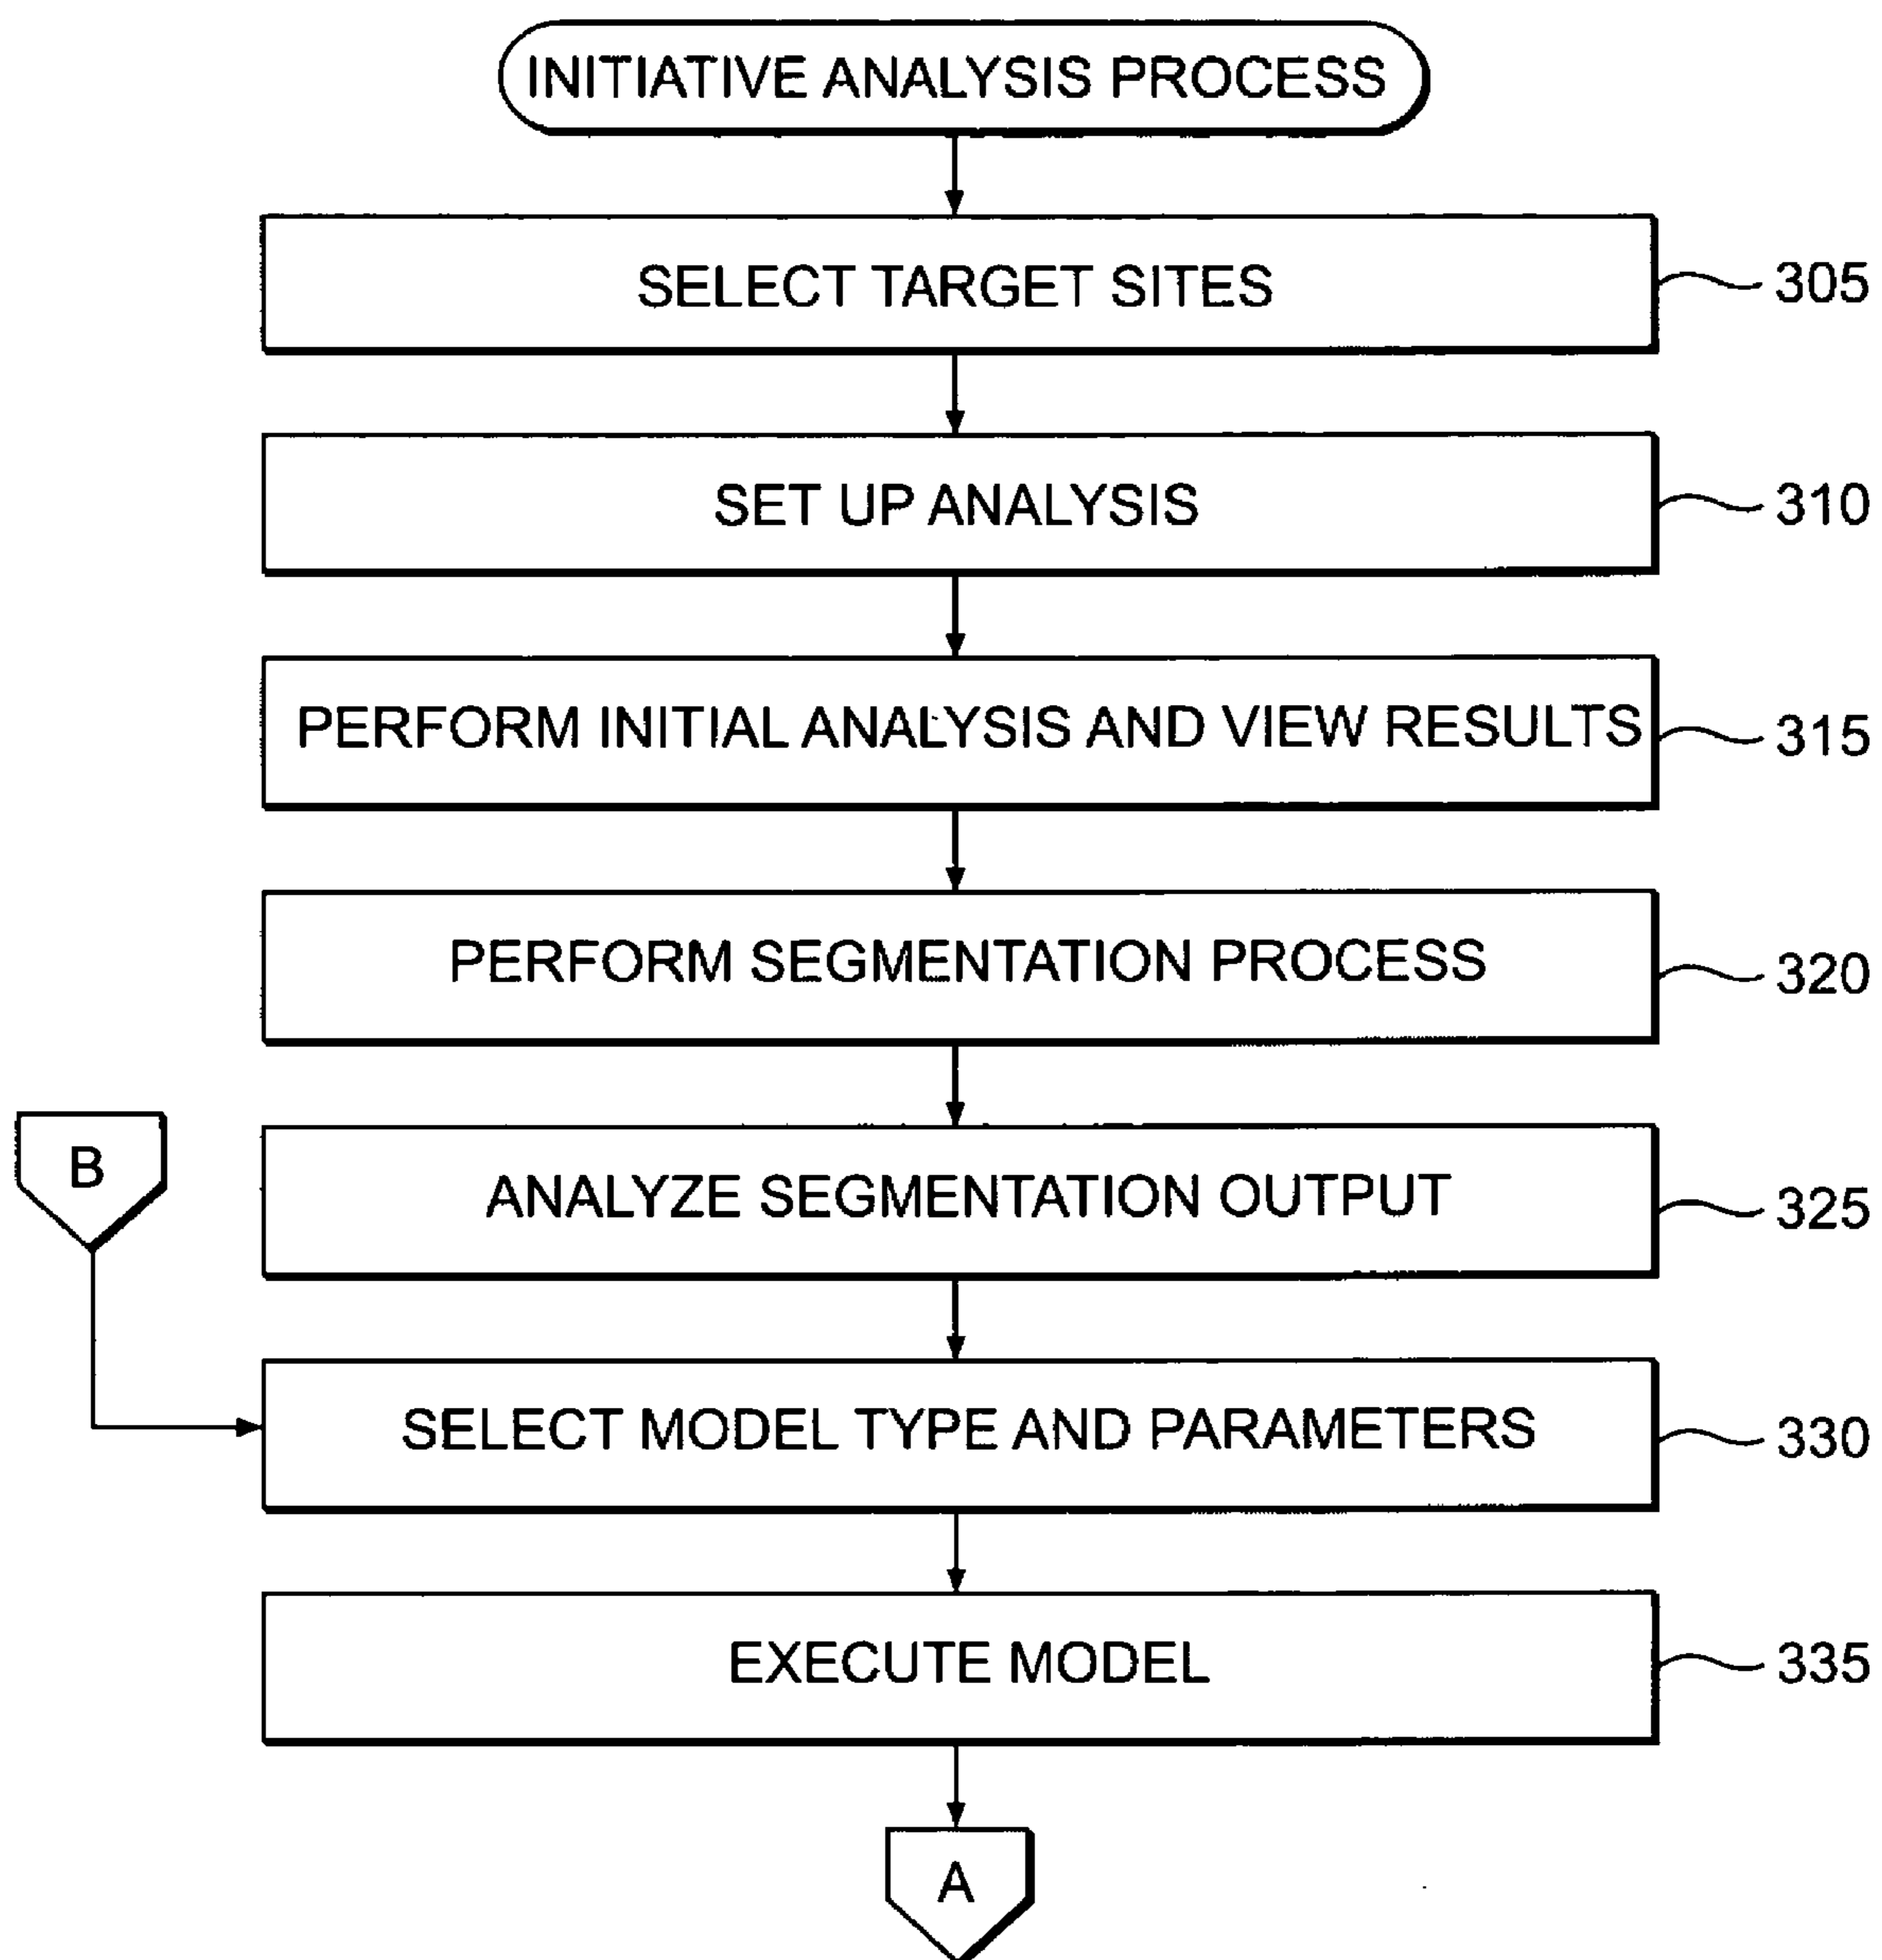 INITIATIVE ANALYSIS PROCESS
SELECT TARGET SITES
305
SET UP ANALYSIS
310
PERFORM INITIAL ANALYSIS AND VIEW RESULTS
315
PERFORM SEGMENTATION PROCESS
320
B
ANALYZE SEGMENTATION OUTPUT
325
SELECT MODEL TYPE AND PARAMETERS
330
EXECUTE MODEL
335
A